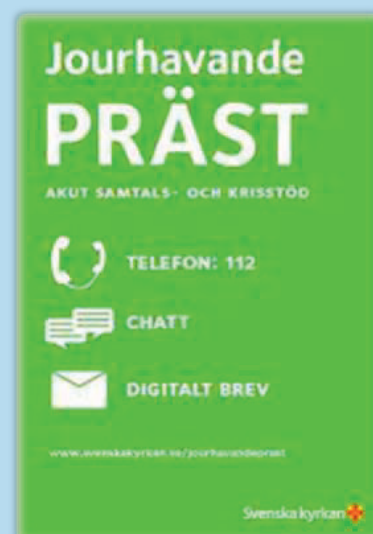 Jourhavande
PRÄST
AKUT SAMTALS- OCH KRISSTÖD
TELEFON: 112
CHATT
DIGITALT BREV
www.svenskakyrkan.se/jourhavandeprast
Svenska kyrkan